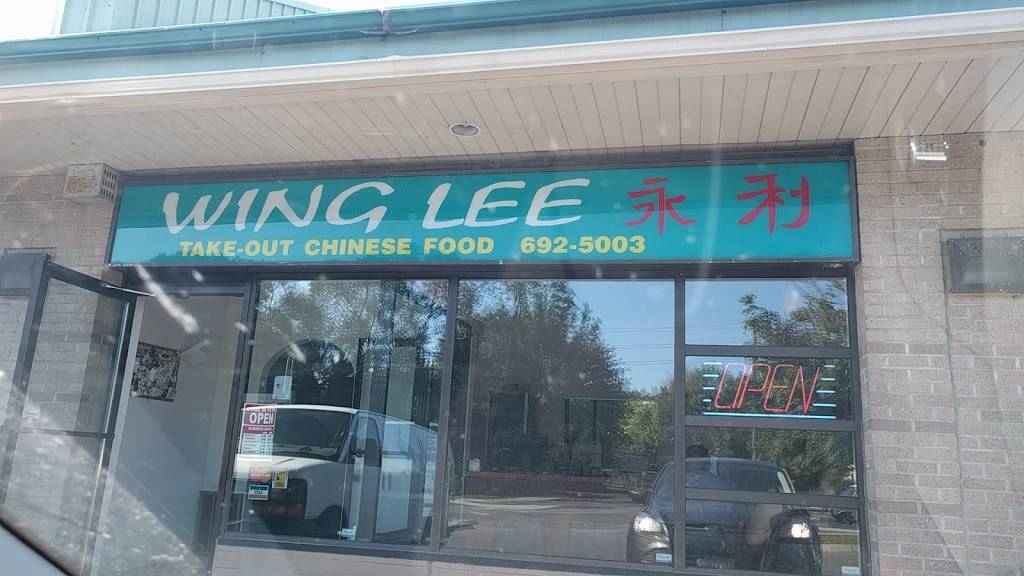 WING LEE 永利
TAKE-OUT CHINESE FOOD 692-5003
OPEN
OPEN